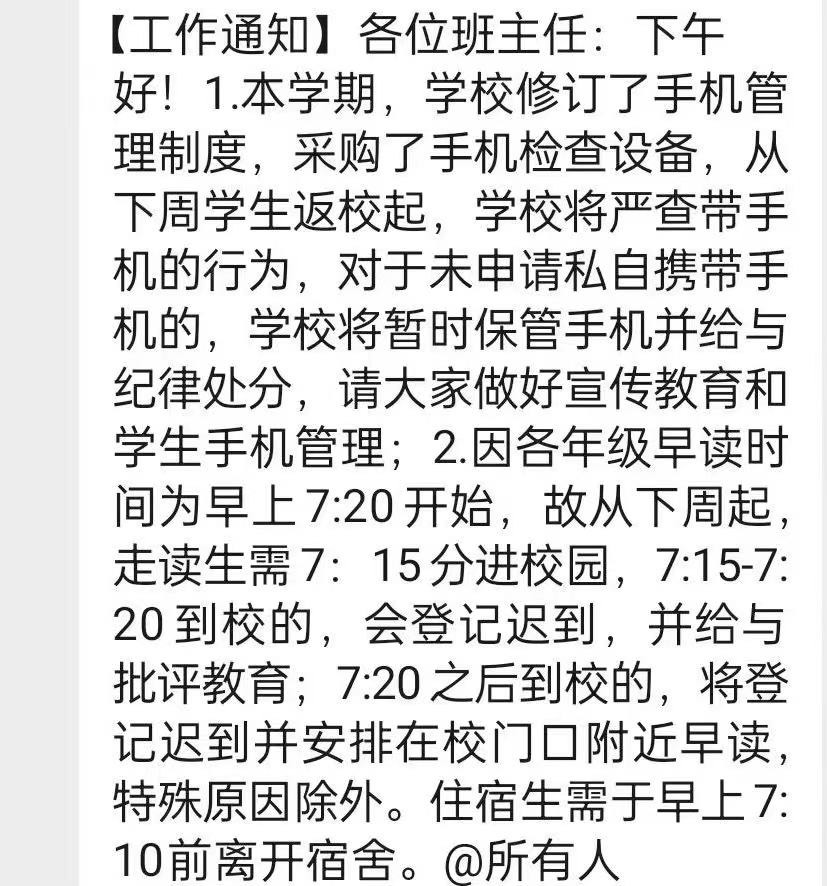 【工作通知】各位班主任：下午
好！1.本学期，学校修订了手机管
理制度，采购了手机检查设备，从
下周学生返校起，学校将严查带手
机的行为，对于未申请私自携带手
机的，学校将暂时保管手机并给与
纪律处分，请大家做好宣传教育和
学生手机管理；2.因各年级早读时
间为早上7:20开始，故从下周起，
走读生需7：15分进校园，7:15-7:
20到校的，会登记迟到，并给与
批评教育；7:20之后到校的，将登
记迟到并安排在校门口附近早读，
特殊原因除外。住宿生需于早上7:
10前离开宿舍。@所有人